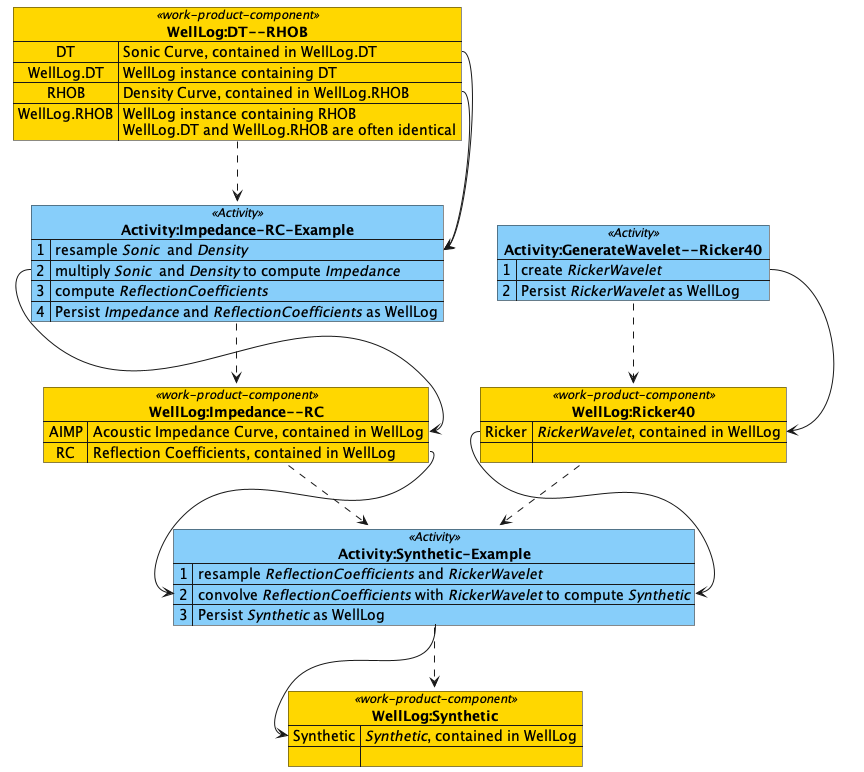 «work-product-component»
WellLog:DT--RHOB
DT Sonic Curve, contained in WellLog.DT
WellLog.DT WellLog instance containing DT
RHOB Density Curve, contained in WellLog.RHOB
WellLog.RHOB WellLog instance containing RHOB
WellLog.DT and WellLog.RHOB are often identical
«Activity»
Activity:Impedance-RC-Example
1 resample Sonic and Density
2 multiply Sonic and Density to compute Impedance
3 compute ReflectionCoefficients
4 Persist Impedance and ReflectionCoefficients as WellLog
«Activity»
Activity:GenerateWavelet--Ricker40
1 create RickerWavelet
2 Persist RickerWavelet as WellLog
«work-product-component»
WellLog:Impedance--RC
AIMP Acoustic Impedance Curve, contained in WellLog
RC Reflection Coefficients, contained in WellLog
«work-product-component»
WellLog:Ricker40
Ricker RickerWavelet, contained in WellLog
«Activity»
Activity:Synthetic-Example
1 resample ReflectionCoefficients and RickerWavelet
2 convolve ReflectionCoefficients with RickerWavelet to compute Synthetic
3 Persist Synthetic as WellLog
«work-product-component»
WellLog:Synthetic
Synthetic Synthetic, contained in WellLog